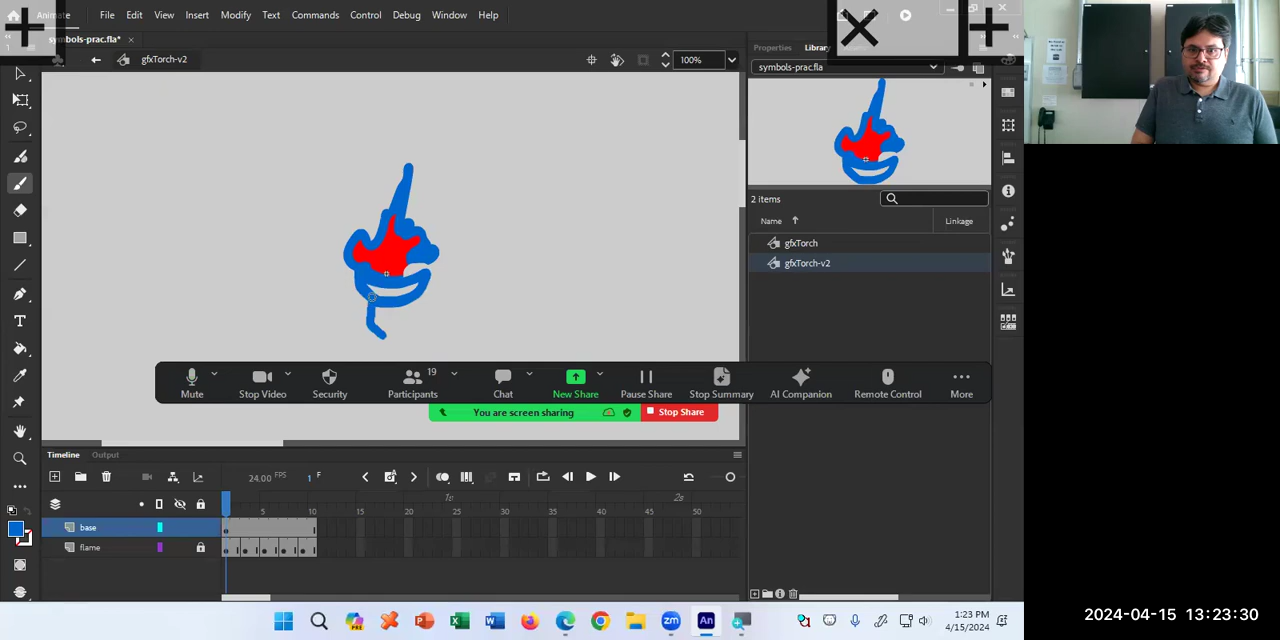 Animate File Edit View Insert Modify Text Commands Control Debug Window Help
symbols-prac.fla* ×
gfxTorch-v2 100%
Properties Library
symbols-prac.fla
2 items
Name Linkage
gfxTorch
gfxTorch-v2
19
Mute Stop Video Security Participants Chat New Share Pause Share Stop Summary AI Companion Remote Control More
You are screen sharing Stop Share
Timeline Output
24.00 FPS 1 F
1s 2s
5 10 15 20 25 30 35 40 45 50
base
flame
1:23 PM
4/15/2024
2024-04-15 13:23:30